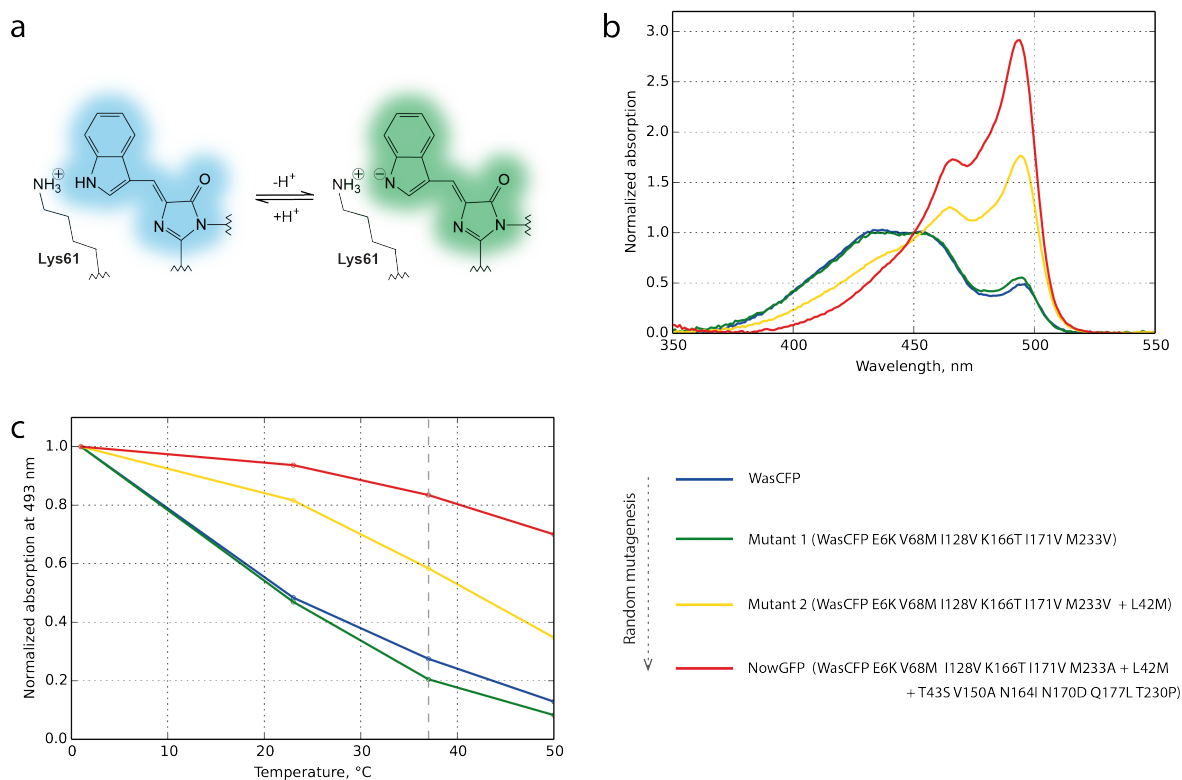 a
NH3 +
HN
O
N
N
Lys61
-H+
+H+
NH3 +
−
N
O
N
N
Lys61
b
Normalized absorption
3.0
2.5
2.0
1.5
1.0
0.5
0.0
350 400 450 500 550
Wavelength, nm
c
Normalized absorption at 493 nm
1.0
0.8
0.6
0.4
0.2
0.0
0 10 20 30 40 50
Temperature, °C
Random mutagenesis
WasCFP
Mutant 1 (WasCFP E6K V68M I128V K166T I171V M233V)
Mutant 2 (WasCFP E6K V68M I128V K166T I171V M233V + L42M)
NowGFP (WasCFP E6K V68M I128V K166T I171V M233A + L42M
+ T43S V150A N164I N170D Q177L T230P)